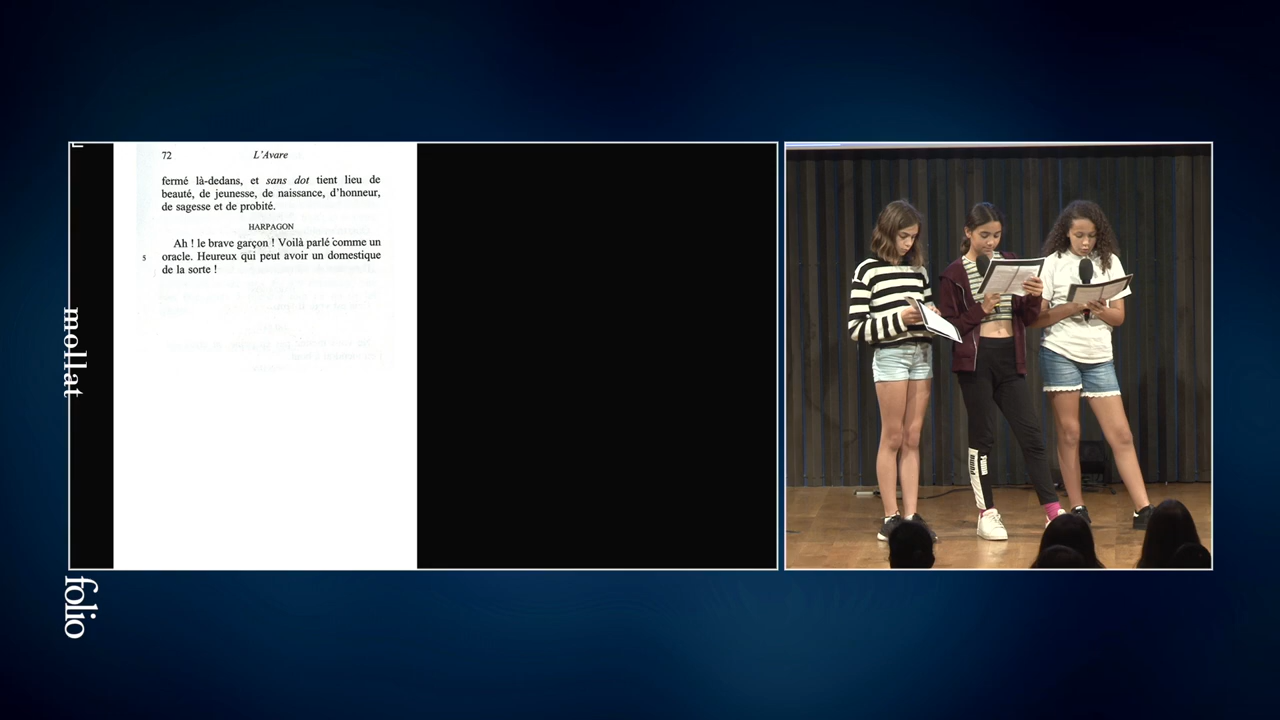 72 L'Avare
fermé là-dedans, et sans dot tient lieu de
beauté, de jeunesse, de naissance, d'honneur,
de sagesse et de probité.
HARPAGON
Ah ! le brave garçon ! Voilà parlé comme un
5 oracle. Heureux qui peut avoir un domestique
de la sorte !
mollat
folio
PUMA